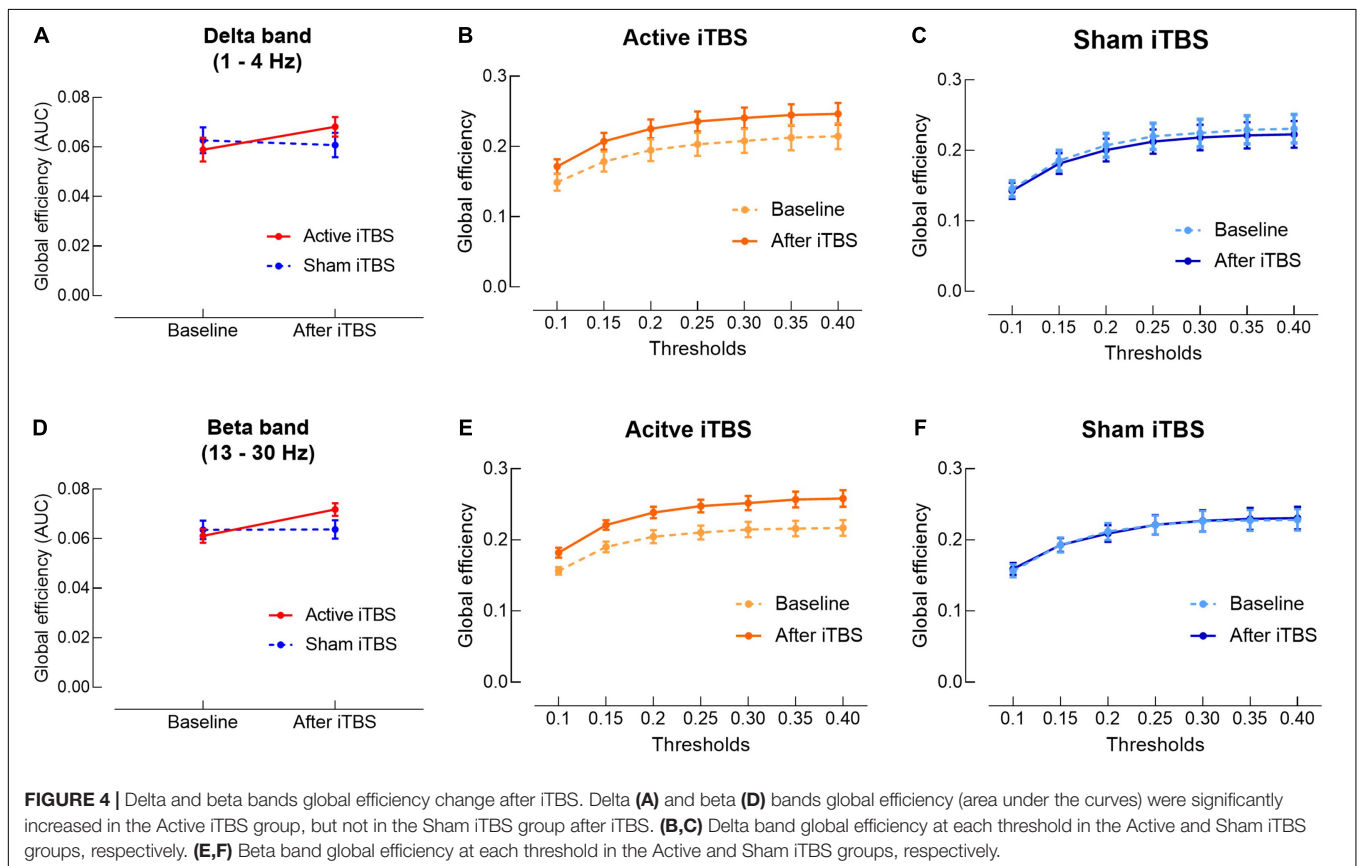 A
Delta band
(1 - 4 Hz)
Global efficiency (AUC)
0.08
0.06
0.04
0.02
0.00
Active iTBS
Sham iTBS
Baseline After iTBS
B
Active iTBS
Global efficiency
0.3
0.2
0.1
0.0
Baseline
After iTBS
0.1 0.15 0.2 0.25 0.30 0.35 0.40
Thresholds
C
Sham iTBS
Global efficiency
0.3
0.2
0.1
0.0
Baseline
After iTBS
0.1 0.15 0.2 0.25 0.30 0.35 0.40
Thresholds
D
Beta band
(13 - 30 Hz)
Global efficiency (AUC)
0.08
0.06
0.04
0.02
0.00
Active iTBS
Sham iTBS
Baseline After iTBS
E
Acitve iTBS
Global efficiency
0.3
0.2
0.1
0.0
Baseline
After iTBS
0.1 0.15 0.2 0.25 0.30 0.35 0.40
Thresholds
F
Sham iTBS
Global efficiency
0.3
0.2
0.1
0.0
Baseline
After iTBS
0.1 0.15 0.2 0.25 0.30 0.35 0.40
Thresholds
FIGURE 4 | Delta and beta bands global efficiency change after iTBS. Delta (A) and beta (D) bands global efficiency (area under the curves) were significantly
increased in the Active iTBS group, but not in the Sham iTBS group after iTBS. (B,C) Delta band global efficiency at each threshold in the Active and Sham iTBS
groups, respectively. (E,F) Beta band global efficiency at each threshold in the Active and Sham iTBS groups, respectively.